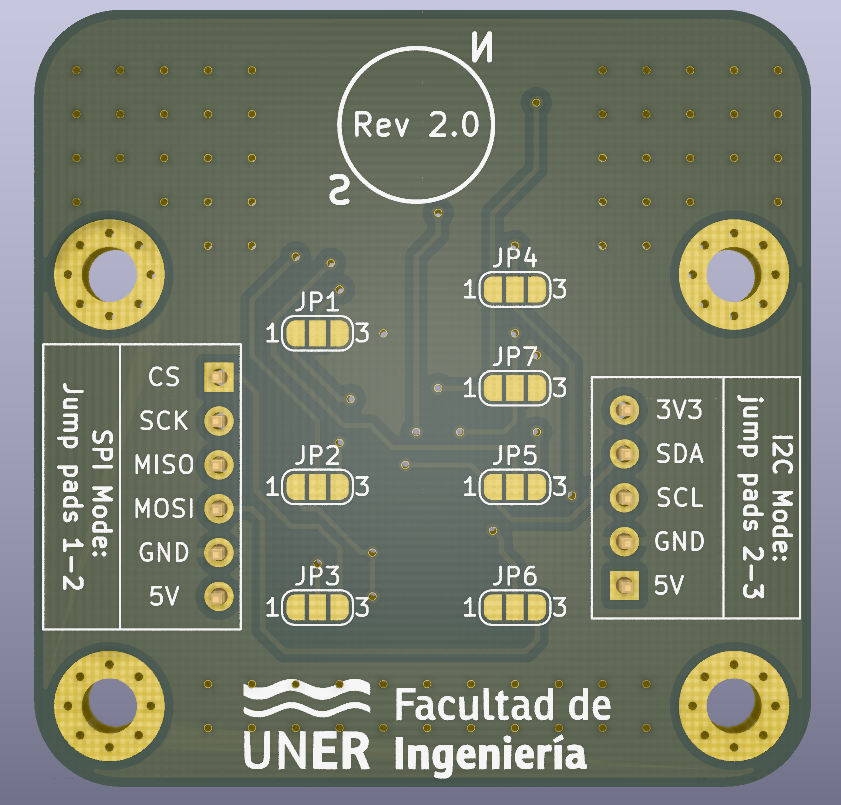 N
Rev 2.0
S
JP4
1 3
JP1
1 3
JP7
1 3
JP2
1 3
JP5
1 3
JP3
1 3
JP6
1 3
CS
SCK
MISO
MOSI
GND
5V
SPI Mode:
Jump pads 1-2
3V3
SDA
SCL
GND
5V
I2C Mode:
jump pads 2-3
UNER
Facultad de
Ingeniería